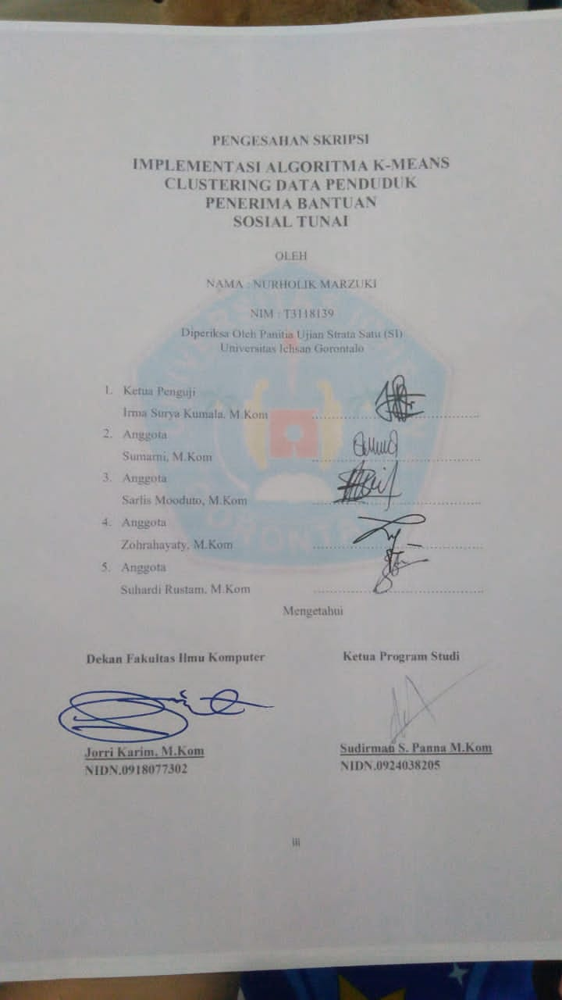 PENGESAHAN SKRIPSI
IMPLEMENTASI ALGORITMA K-MEANS
CLUSTERING DATA PENDUDUK
PENERIMA BANTUAN
SOSIAL TUNAI
OLEH
NAMA : NURHOLIK MARZUKI
NIM : T3118139
Diperiksa Oleh Panitia Ujian Strata Satu (SI)
Universitas Ichsan Gorontalo
1. Ketua Penguji
Irma Surya Kumala, M.Kom ........................................
2. Anggota
Sumarni, M.Kom ........................................
3. Anggota
Sarlis Mooduto, M.Kom ........................................
4. Anggota
Zohrahayaty, M.Kom ........................................
5. Anggota
Suhardi Rustam, M.Kom ........................................
Mengetahui
Dekan Fakultas Ilmu Komputer Ketua Program Studi
Jorri Karim, M.Kom Sudirman S. Panna M.Kom
NIDN.0918077302 NIDN.0924038205
iii